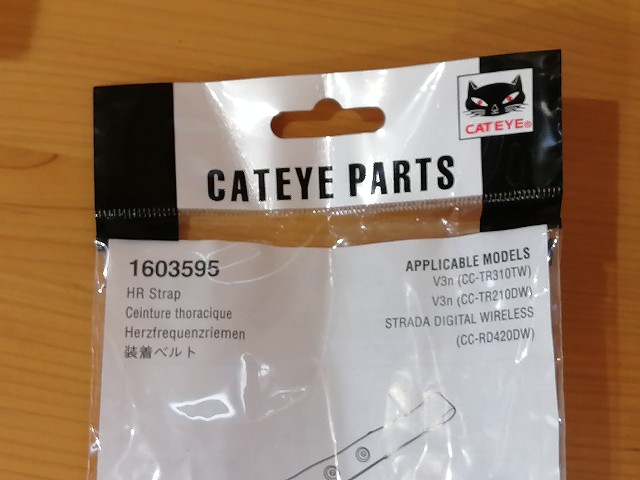 CATEYE®
CATEYE PARTS
1603595
HR Strap
Ceinture thoracique
Herzfrequenzriemen
装着ベルト
APPLICABLE MODELS
V3n (CC-TR310TW)
V3n (CC-TR210DW)
STRADA DIGITAL WIRELESS
(CC-RD420DW)